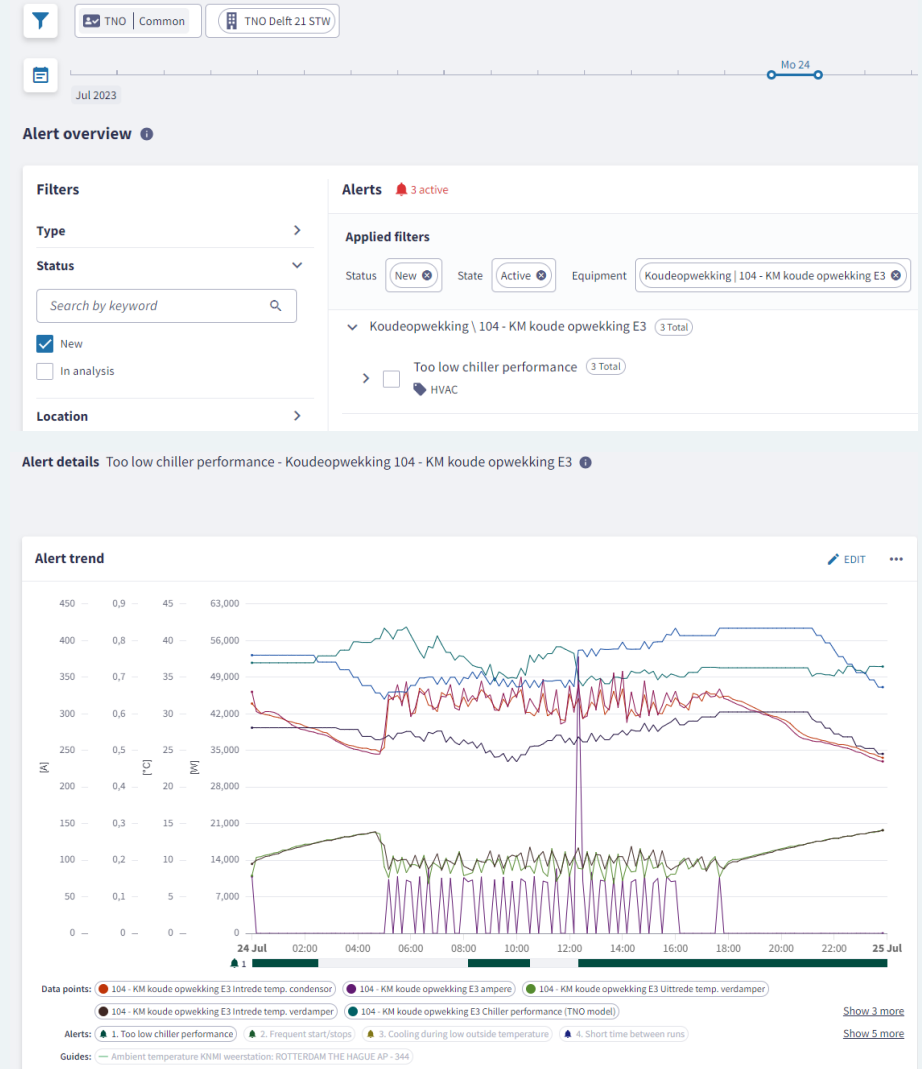 TNO | Common TNO Delft 21 STW
Mo 24
Jul 2023
Alert overview
Filters
Type
Status
Search by keyword
New
In analysis
Location
Alerts 3 active
Applied filters
Status New State Active Equipment Koudeopwekking | 104 - KM koude opwekking E3
Koudeopwekking \ 104 - KM koude opwekking E3 3 Total
Too low chiller performance 3 Total
HVAC
Alert details Too low chiller performance - Koudeopwekking 104 - KM koude opwekking E3
Alert trend EDIT
450 0,9 45 63,000
400 0,8 40 56,000
350 0,7 35 49,000
300 0,6 30 42,000
250 0,5 25 35,000
[A] [°C] [W]
200 0,4 20 28,000
150 0,3 15 21,000
100 0,2 10 14,000
50 0,1 5 7,000
0 0 0 0
24 Jul 02:00 04:00 06:00 08:00 10:00 12:00 14:00 16:00 18:00 20:00 22:00 25 Jul
1
Data points: 104 - KM koude opwekking E3 Intrede temp. condensor 104 - KM koude opwekking E3 ampere 104 - KM koude opwekking E3 Uittrede temp. verdamper
104 - KM koude opwekking E3 Intrede temp. verdamper 104 - KM koude opwekking E3 Chiller performance (TNO model) Show 3 more
Alerts: 1. Too low chiller performance 2. Frequent start/stops 3. Cooling during low outside temperature 4. Short time between runs Show 5 more
Guides: Ambient temperature KNMI weerstation: ROTTERDAM THE HAGUE AP - 344